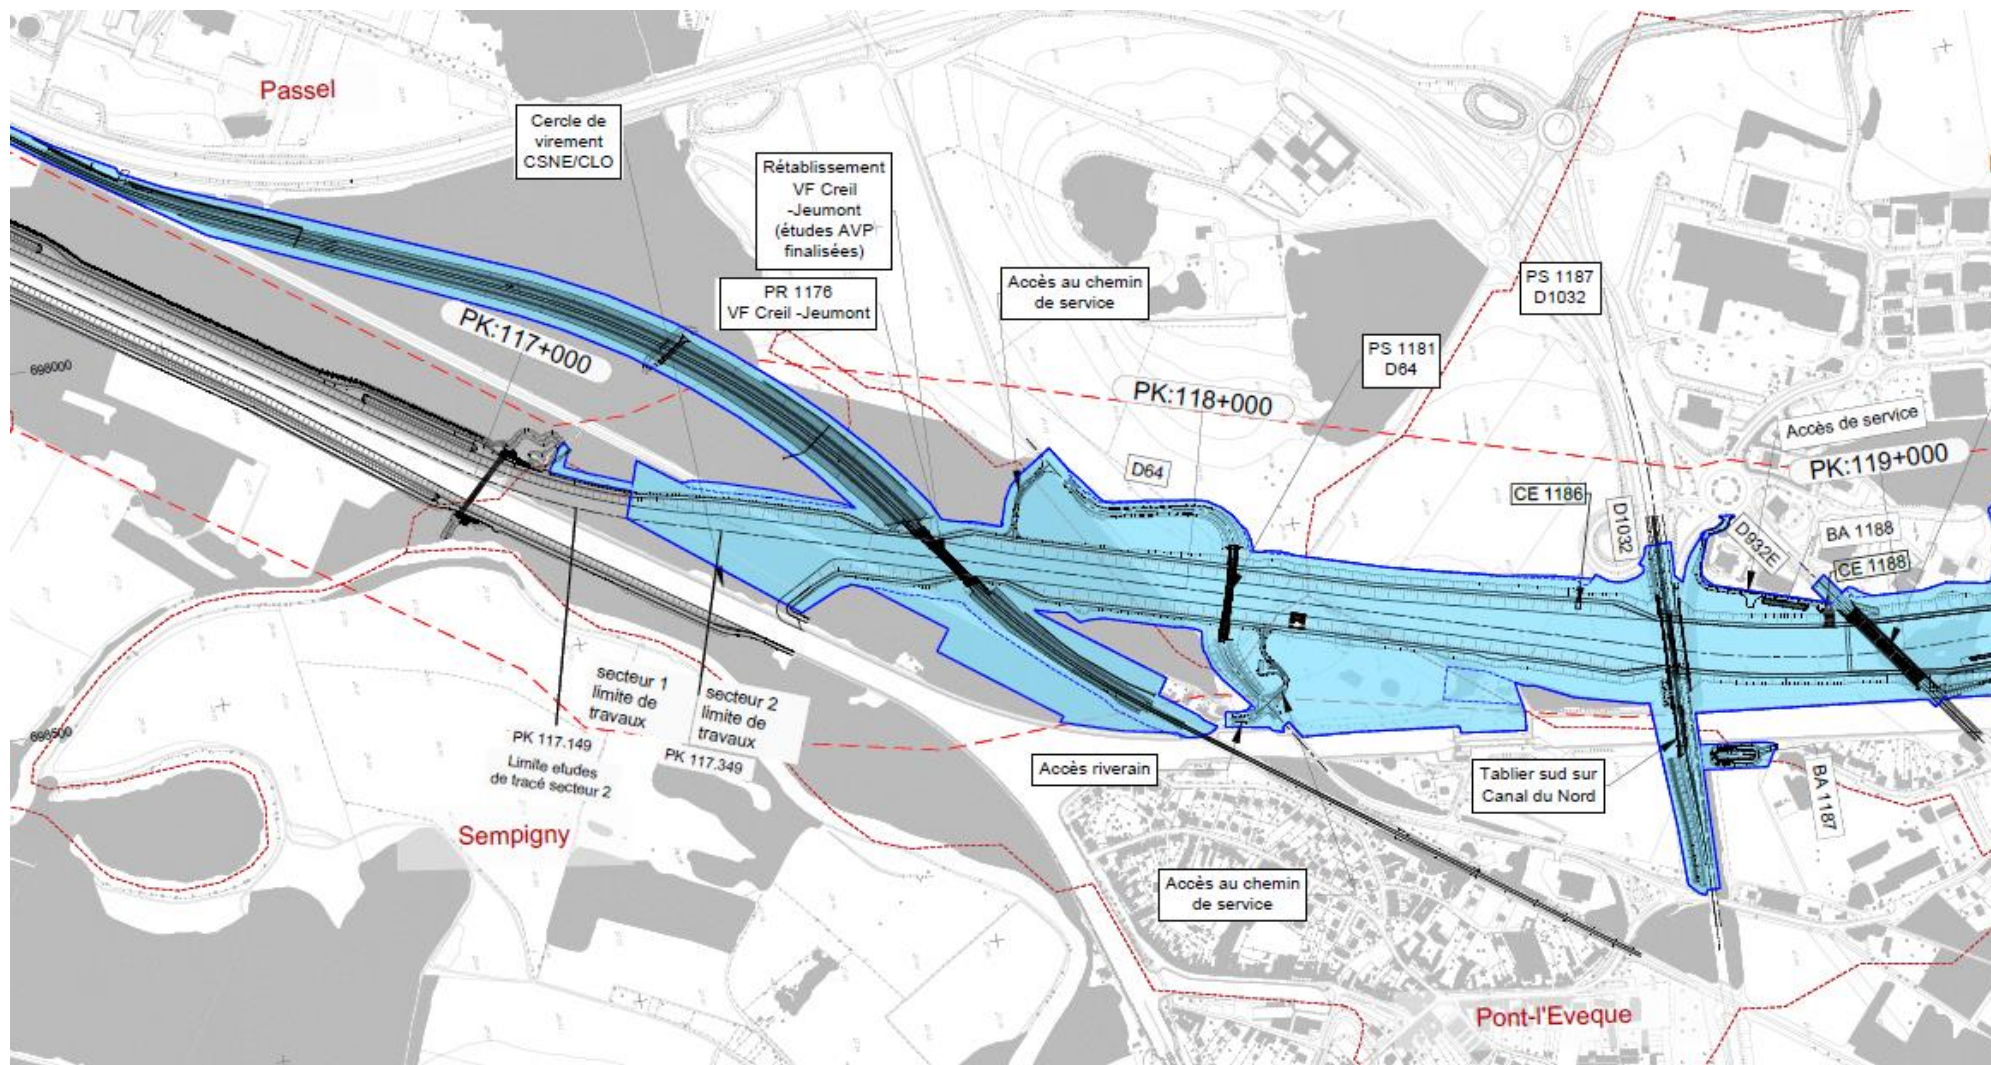 Passel
Cercle de
virement
CSNE/CLO
Rétablissement
VF Creil
-Jeumont
(études AVP
finalisées)
PR 1176
VF Creil -Jeumont
Accès au chemin
de service
PS 1187
D1032
PS 1181
D64
PK:117+000
PK:118+000
PK:119+000
Accès de service
698000
D64
CE 1186
D1032
D932E
BA 1188
CE 1188
secteur 1
limite de
travaux
secteur 2
limite de
travaux
PK 117.149
Limite etudes
de tracé secteur 2
PK 117.349
698500
Accès riverain
Tablier sud sur
Canal du Nord
BA 1187
Sempigny
Accès au chemin
de service
Pont-l'Eveque